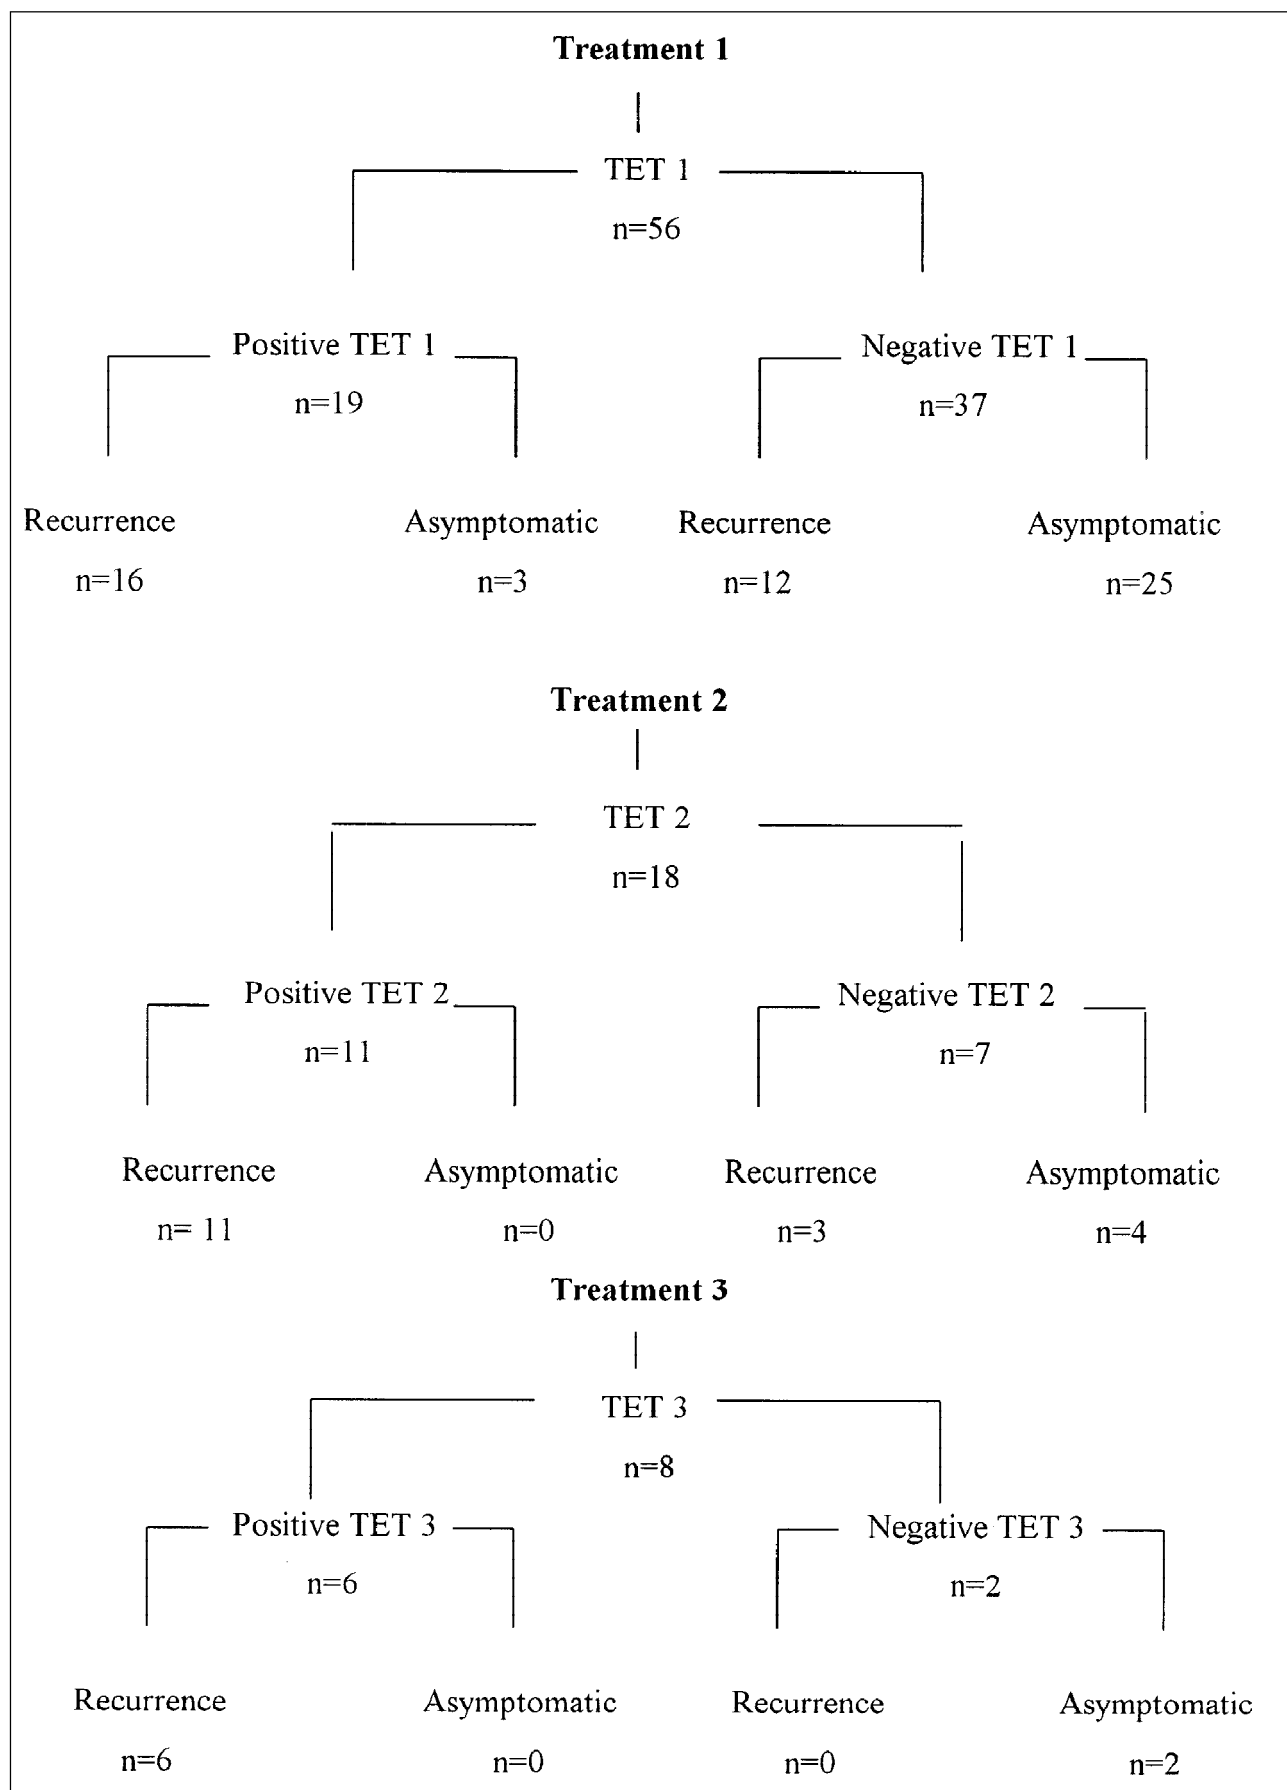 Treatment 1
TET 1
n=56
Positive TET 1 Negative TET 1
n=19 n=37
Recurrence Asymptomatic Recurrence Asymptomatic
n=16 n=3 n=12 n=25
Treatment 2
TET 2
n=18
Positive TET 2 Negative TET 2
n=11 n=7
Recurrence Asymptomatic Recurrence Asymptomatic
n= 11 n=0 n=3 n=4
Treatment 3
TET 3
n=8
Positive TET 3 Negative TET 3
n=6 n=2
Recurrence Asymptomatic Recurrence Asymptomatic
n=6 n=0 n=0 n=2